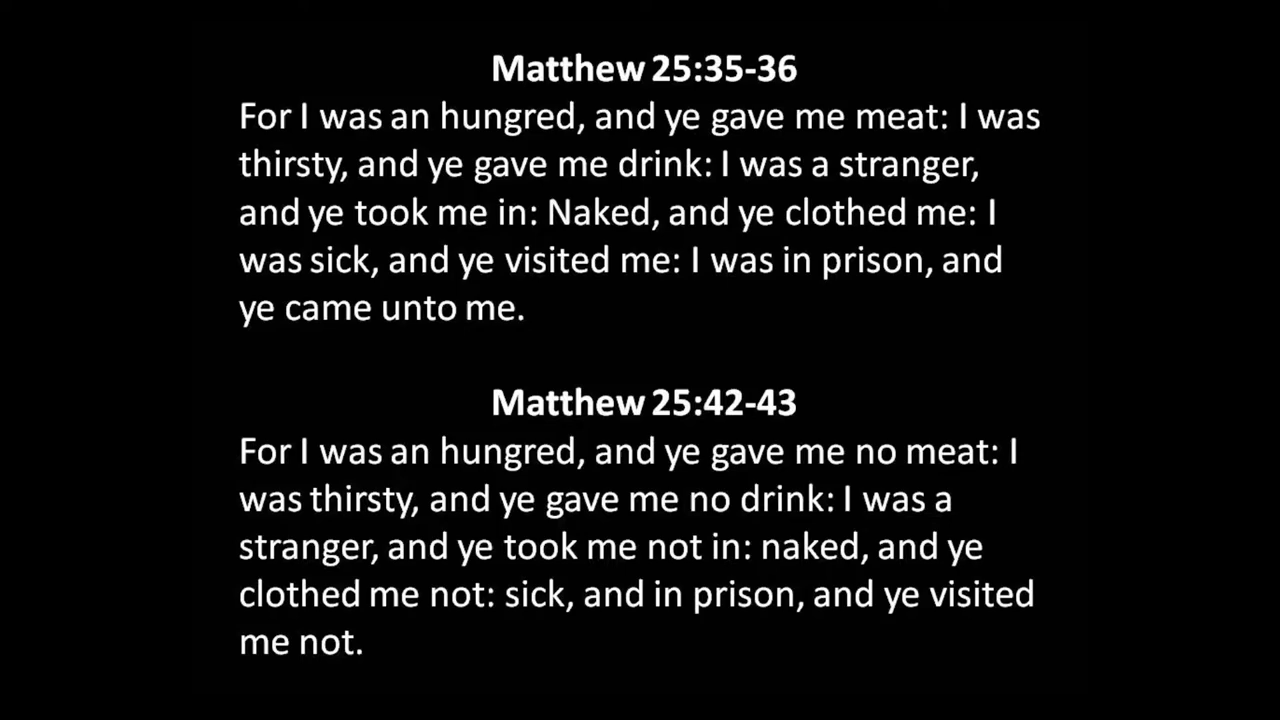 Matthew 25:35-36
For I was an hungred, and ye gave me meat: I was
thirsty, and ye gave me drink: I was a stranger,
and ye took me in: Naked, and ye clothed me: I
was sick, and ye visited me: I was in prison, and
ye came unto me.
Matthew 25:42-43
For I was an hungred, and ye gave me no meat: I
was thirsty, and ye gave me no drink: I was a
stranger, and ye took me not in: naked, and ye
clothed me not: sick, and in prison, and ye visited
me not.